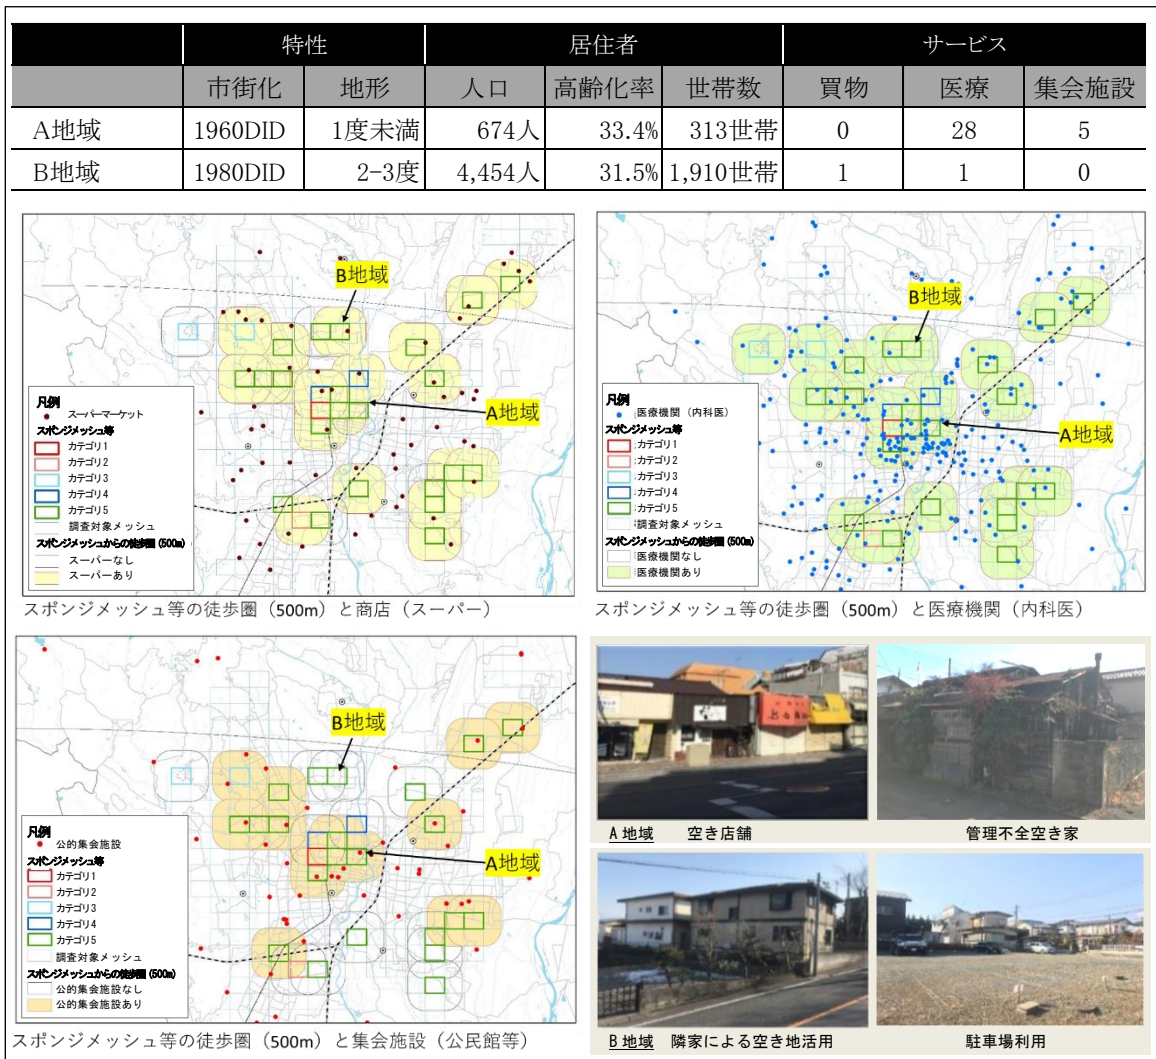 特性 居住者 サービス
市街化 地形 人口 高齢化率 世帯数 買物 医療 集会施設
A地域 1960DID 1度未満 674人 33.4% 313世帯 0 28 5
B地域 1980DID 2-3度 4,454人 31.5% 1,910世帯 1 1 0
B地域
A地域
凡例
スーパーマーケット
スポンジメッシュ等
カテゴリ1
カテゴリ2
カテゴリ3
カテゴリ4
カテゴリ5
調査対象メッシュ
スポンジメッシュからの徒歩圏(500m)
スーパーなし
スーパーあり
スポンジメッシュ等の徒歩圏(500m)と商店(スーパー)
B地域
A地域
凡例
医療機関(内科医)
スポンジメッシュ等
カテゴリ1
カテゴリ2
カテゴリ3
カテゴリ4
カテゴリ5
調査対象メッシュ
スポンジメッシュからの徒歩圏(500m)
医療機関なし
医療機関あり
スポンジメッシュ等の徒歩圏(500m)と医療機関(内科医)
B地域
A地域
凡例
公的集会施設
スポンジメッシュ等
カテゴリ1
カテゴリ2
カテゴリ3
カテゴリ4
カテゴリ5
調査対象メッシュ
スポンジメッシュからの徒歩圏(500m)
公的集会施設なし
公的集会施設あり
スポンジメッシュ等の徒歩圏(500m)と集会施設(公民館等)
A地域 空き店舗
管理不全空き家
B地域 隣家による空き地活用
駐車場利用